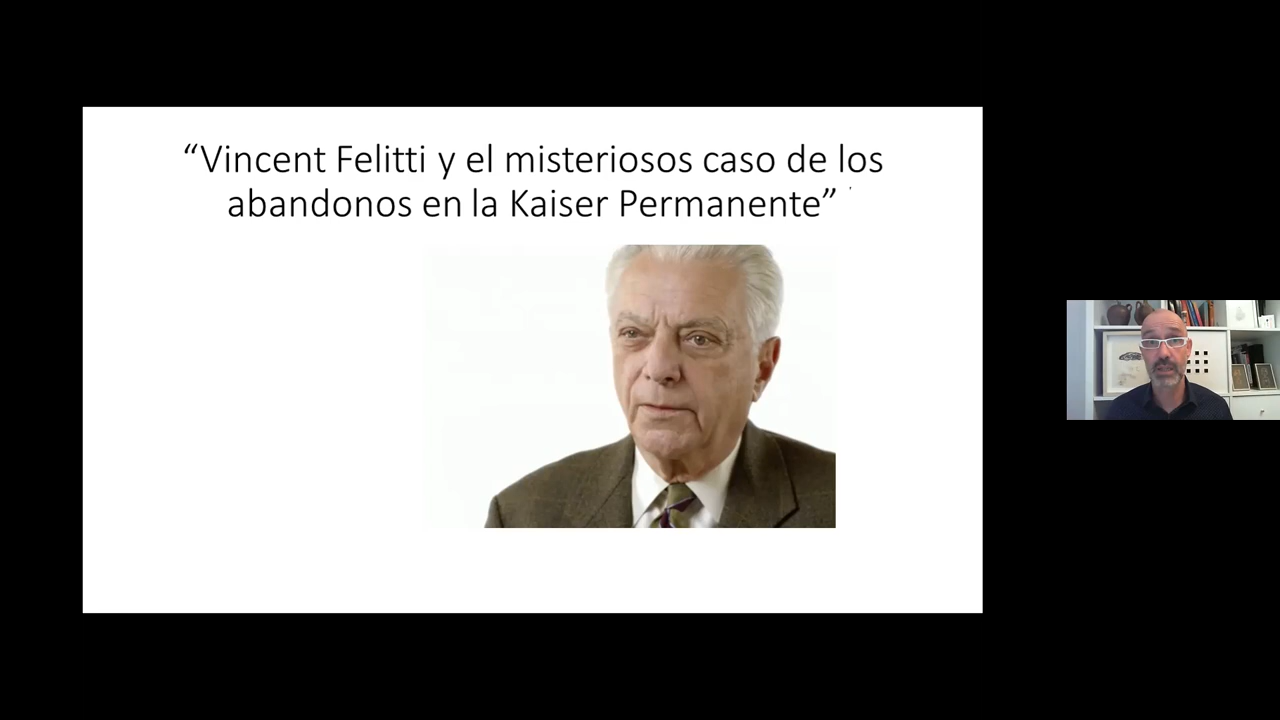 “Vincent Felitti y el misteriosos caso de los
abandonos en la Kaiser Permanente”